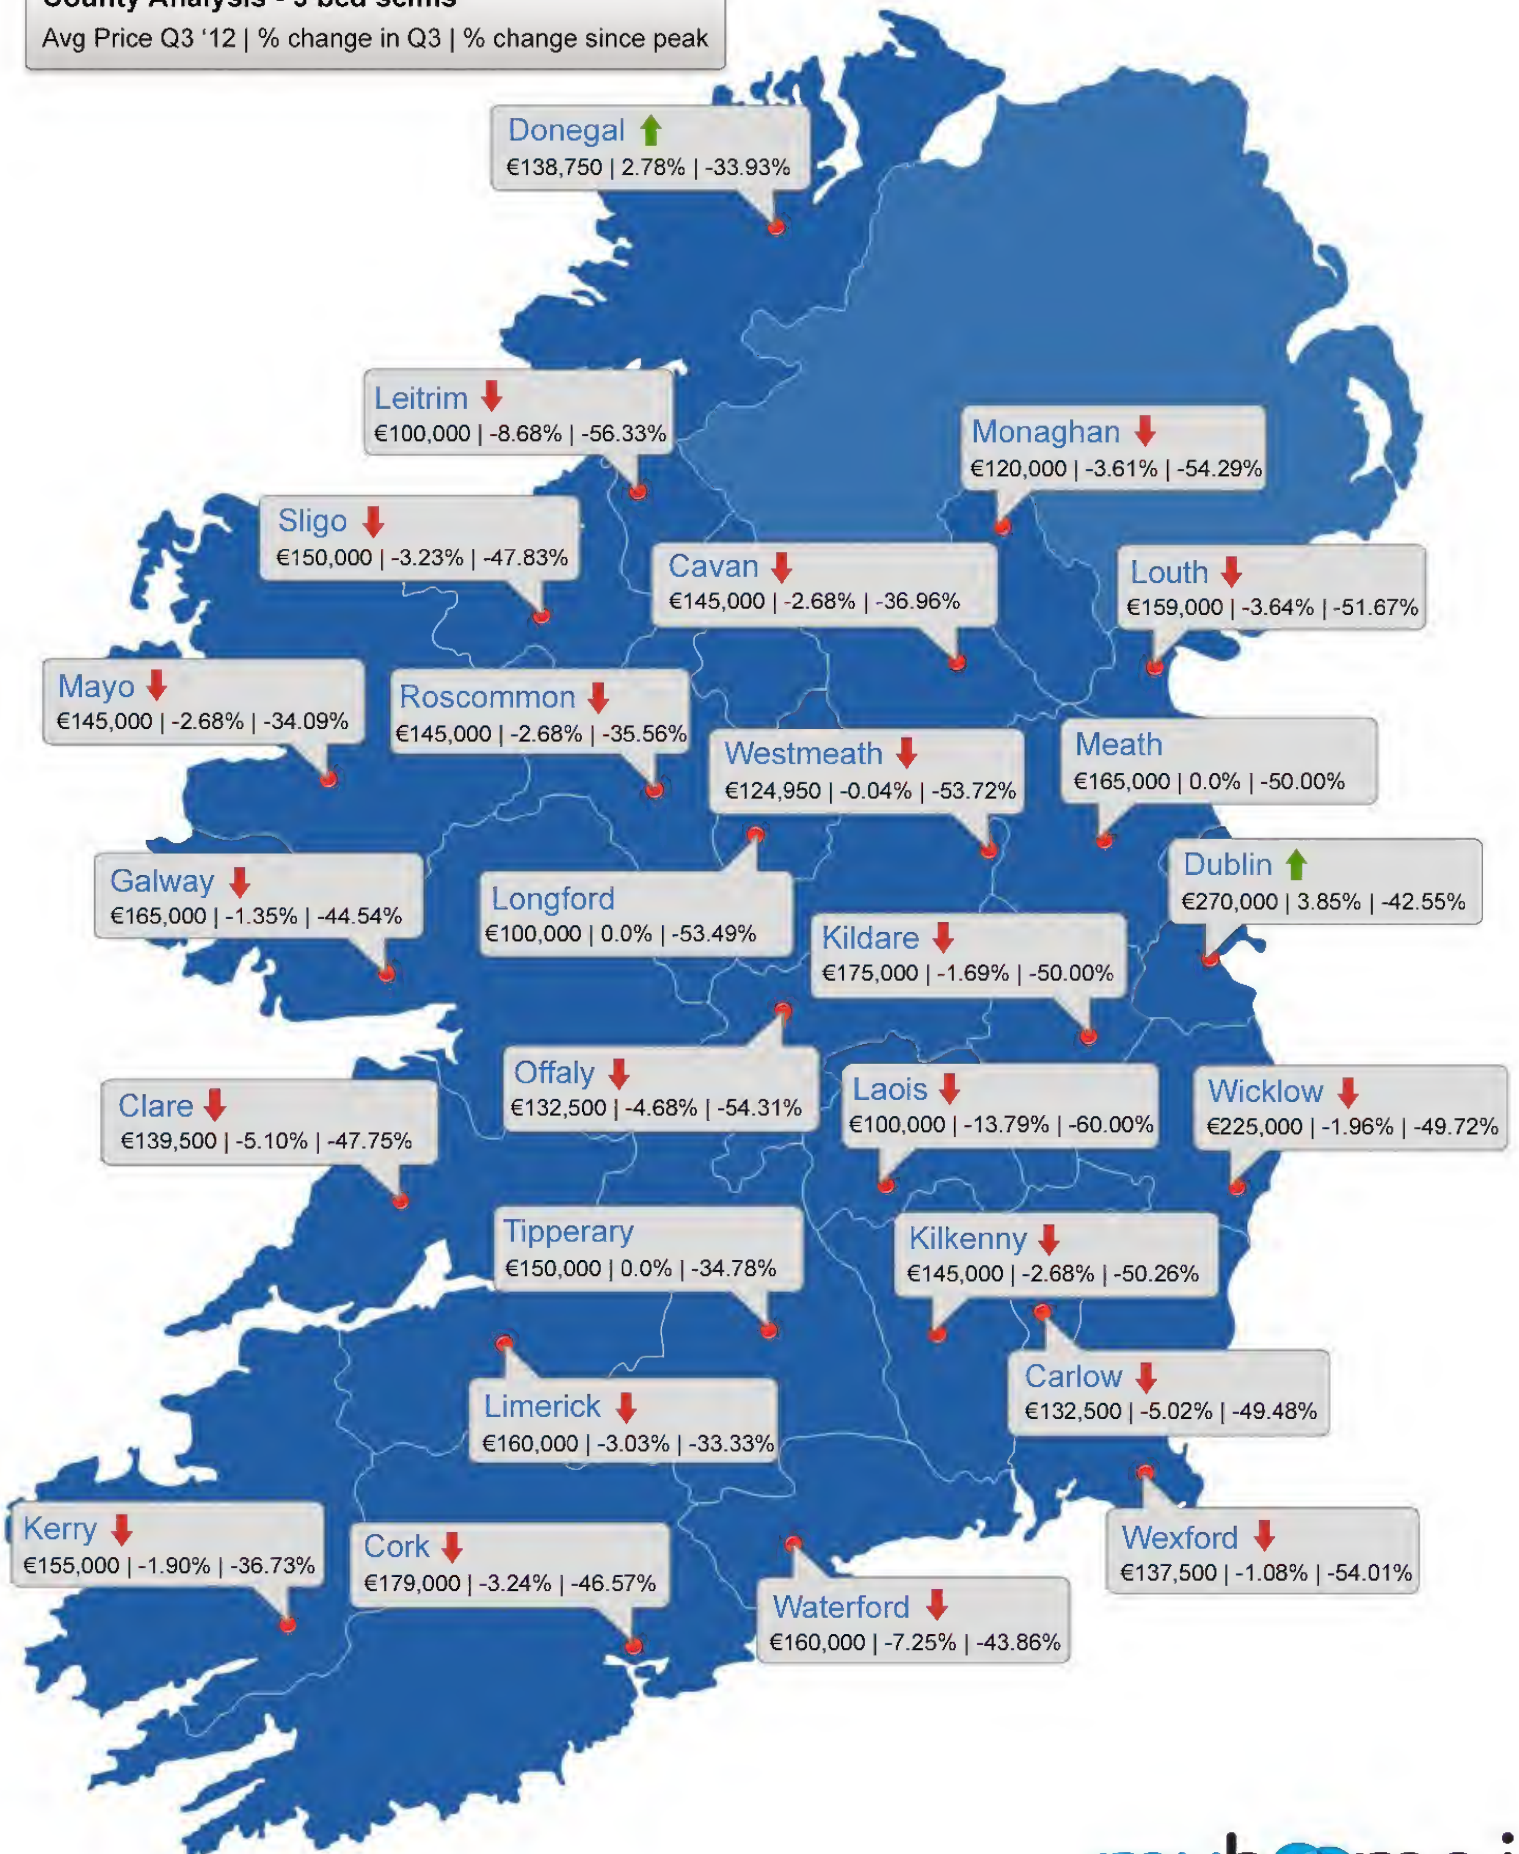 County Analysis - 3 bed semis
Avg Price Q3 ‘12 | % change in Q3 | % change since peak
Donegal
€138,750 | 2.78% | -33.93%
Leitrim
€100,000 | -8.68% | -56.33%
Monaghan
€120,000 | -3.61% | -54.29%
Sligo
€150,000 | -3.23% | -47.83%
Cavan
€145,000 | -2.68% | -36.96%
Louth
€159,000 | -3.64% | -51.67%
Mayo
€145,000 | -2.68% | -34.09%
Roscommon
€145,000 | -2.68% | -35.56%
Westmeath
€124,950 | -0.04% | -53.72%
Meath
€165,000 | 0.0% | -50.00%
Dublin
€270,000 | 3.85% | -42.55%
Galway
€165,000 | -1.35% | -44.54%
Longford
€100,000 | 0.0% | -53.49%
Kildare
€175,000 | -1.69% | -50.00%
Offaly
€132,500 | -4.68% | -54.31%
Laois
€100,000 | -13.79% | -60.00%
Wicklow
€225,000 | -1.96% | -49.72%
Clare
€139,500 | -5.10% | -47.75%
Tipperary
€150,000 | 0.0% | -34.78%
Kilkenny
€145,000 | -2.68% | -50.26%
Carlow
€132,500 | -5.02% | -49.48%
Limerick
€160,000 | -3.03% | -33.33%
Kerry
€155,000 | -1.90% | -36.73%
Cork
€179,000 | -3.24% | -46.57%
Wexford
€137,500 | -1.08% | -54.01%
Waterford
€160,000 | -7.25% | -43.86%